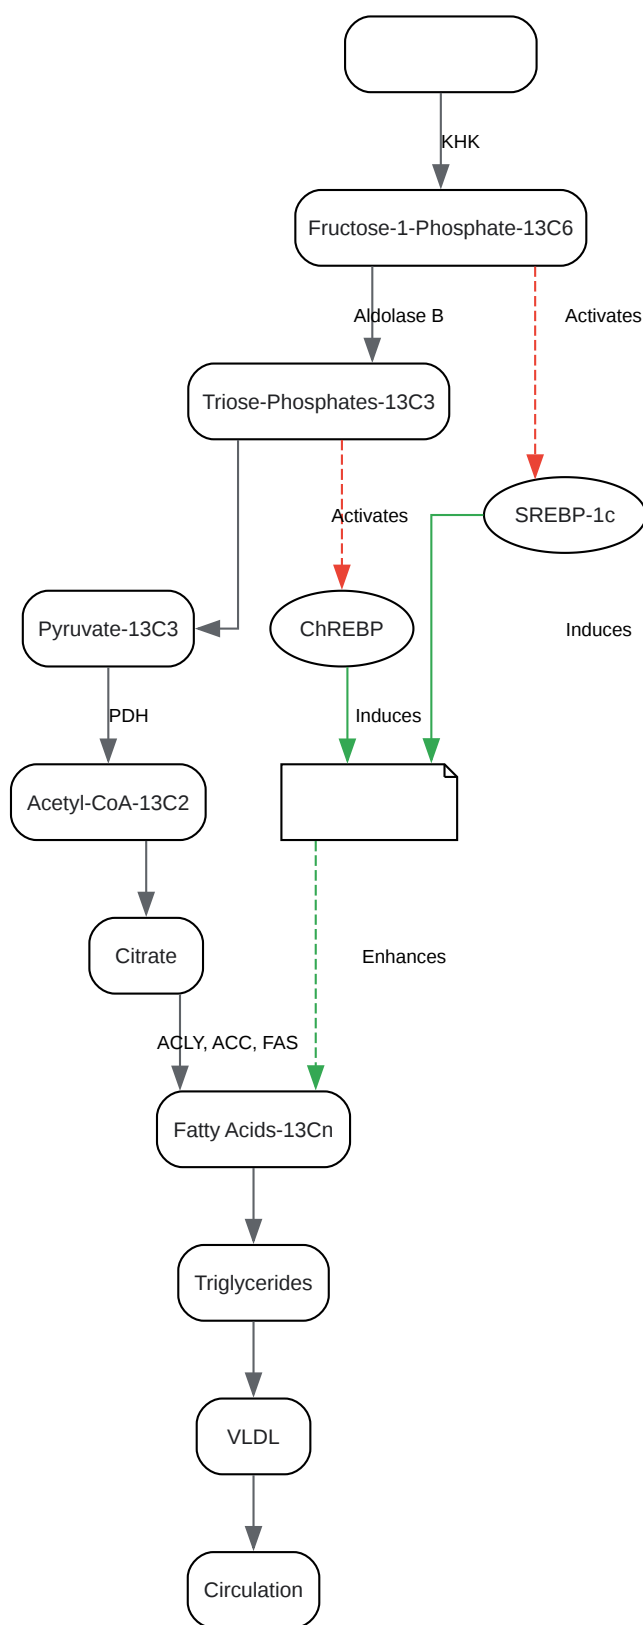 KHK
Fructose-1-Phosphate-13C6
Aldolase B
Activates
Triose-Phosphates-13C3
Activates
SREBP-1c
Pyruvate-13C3
ChREBP
Induces
PDH
Induces
Acetyl-CoA-13C2
Citrate
Enhances
ACLY, ACC, FAS
Fatty Acids-13Cn
Triglycerides
VLDL
Circulation